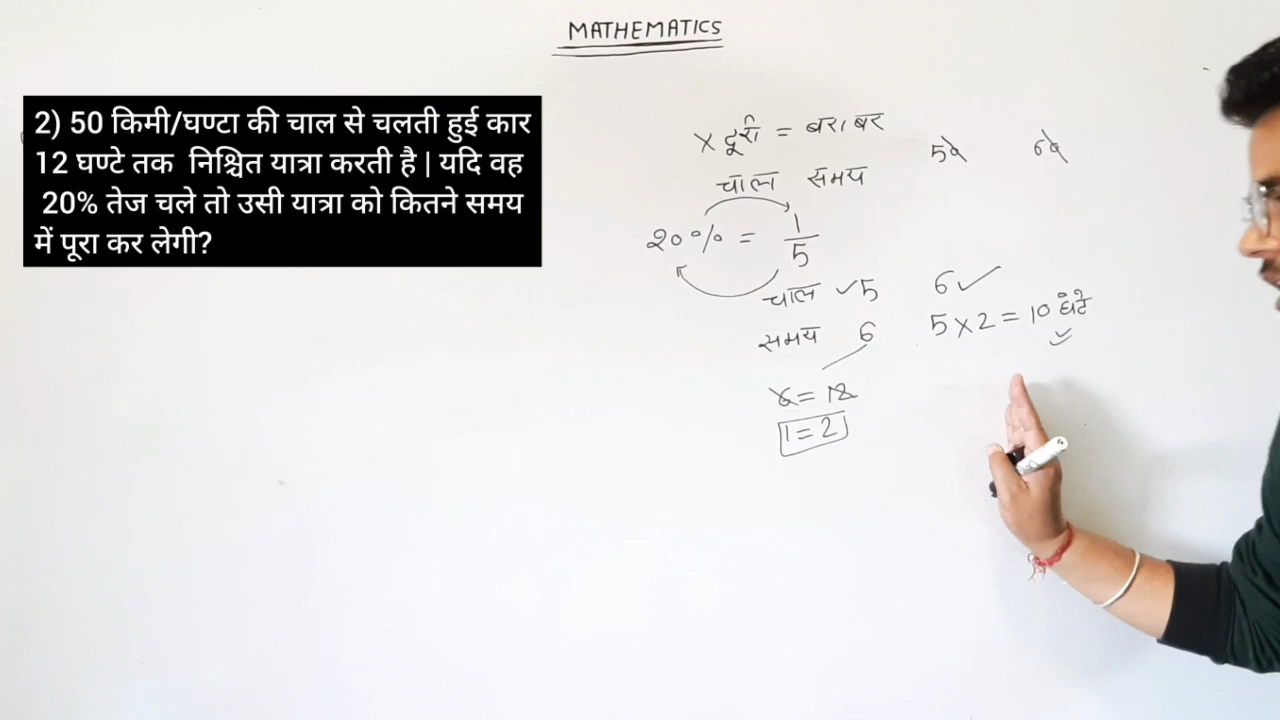 MATHEMATICS
2) 50 किमी/घण्टा की चाल से चलती हुई कार
12 घण्टे तक निश्चित यात्रा करती है | यदि वह
20% तेज चले तो उसी यात्रा को कितने समय
में पूरा कर लेगी?
X दूरी = बराबर
चाल समय
20% = 1/5
चाल ✓5 6 ✓
समय 6 5 x 2 = 10 घंटे
6 = 12
1 = 2